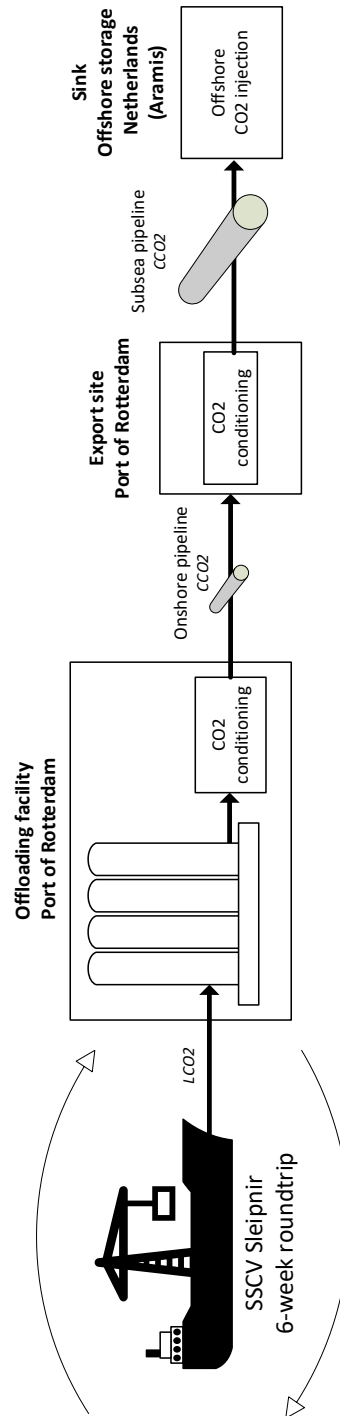 SSCV Sleipnir
6-week roundtrip
LCO2
Offloading facility
Port of Rotterdam
CO2
conditioning
Onshore pipeline
CCO2
Export site
Port of Rotterdam
CO2
conditioning
Subsea pipeline
CCO2
Sink
Offshore storage
Netherlands
(Aramis)
Offshore
CO2 injection